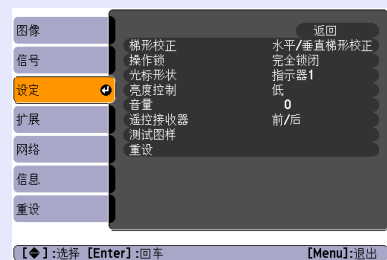 图像
信号
设定
扩展
网络
信息
重设
返回
梯形校正 水平/垂直梯形校正
操作锁 完全锁闭
光标形状 指示器1
亮度控制 低
音量 0
遥控接收器 前/后
测试图样
重设
[◆]:选择 [Enter]:回车 [Menu]:退出